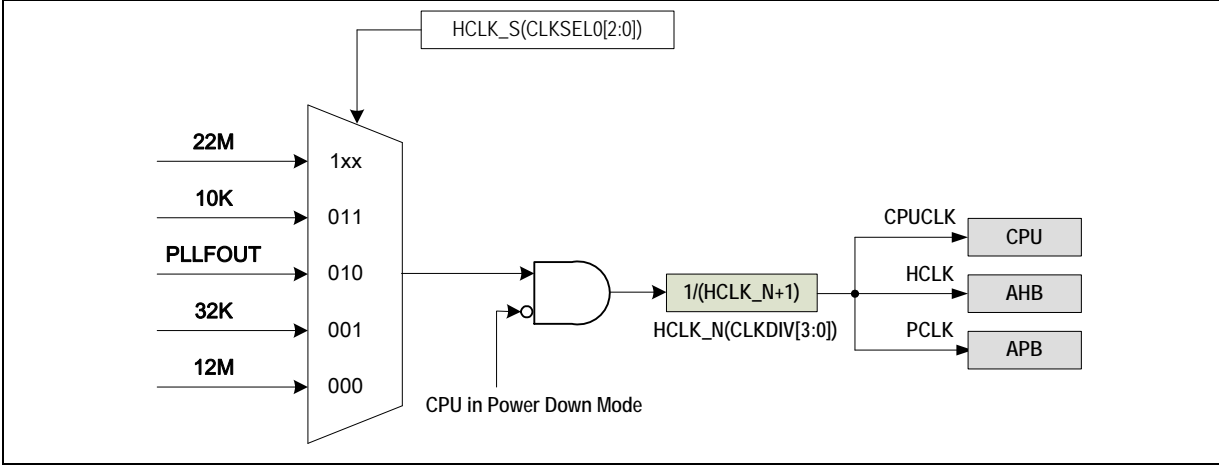 HCLK_S(CLKSEL0[2:0])
22M
1xx
10K
011
PLLFOUT
010
32K
001
12M
000
CPU in Power Down Mode
1/(HCLK_N+1)
HCLK_N(CLKDIV[3:0])
CPUCLK
CPU
HCLK
AHB
PCLK
APB